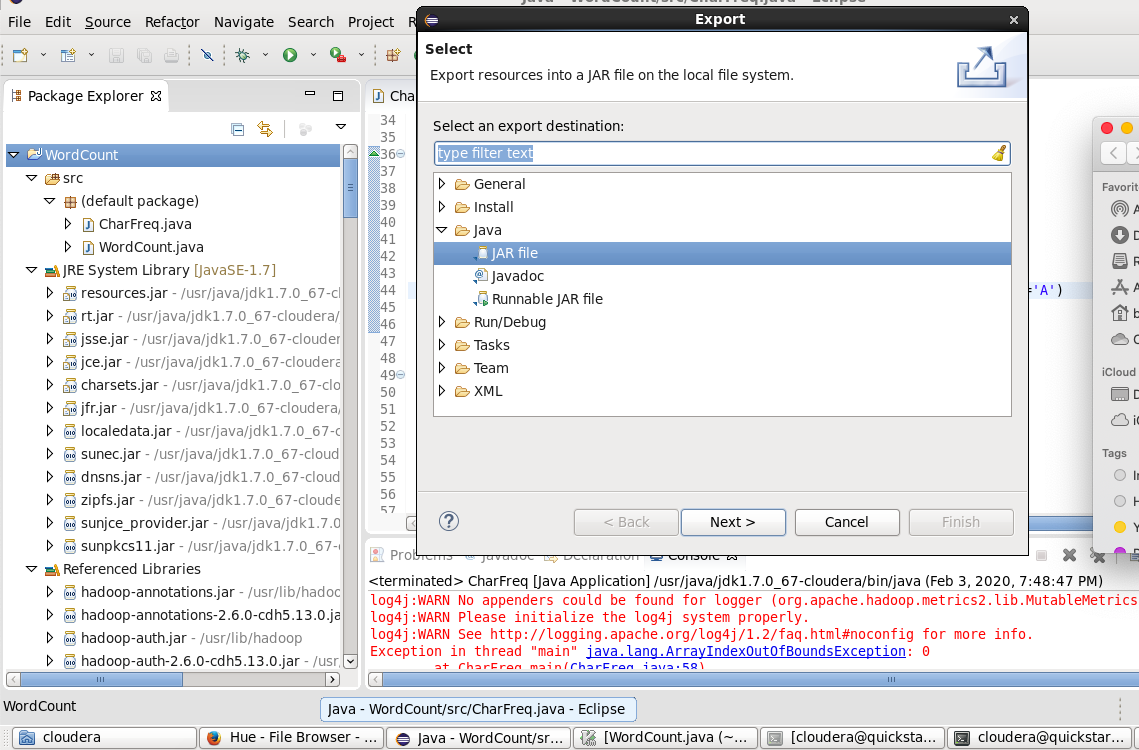 Java - WordCount/src/CharFreq.java - Eclipse
File Edit Source Refactor Navigate Search Project
Package Explorer
WordCount
src
(default package)
CharFreq.java
WordCount.java
JRE System Library [JavaSE-1.7]
resources.jar - /usr/java/jdk1.7.0_67-cl
rt.jar - /usr/java/jdk1.7.0_67-cloudera/
jsse.jar - /usr/java/jdk1.7.0_67-cloudera
jce.jar - /usr/java/jdk1.7.0_67-cloudera
charsets.jar - /usr/java/jdk1.7.0_67-clo
jfr.jar - /usr/java/jdk1.7.0_67-cloudera/
localedata.jar - /usr/java/jdk1.7.0_67-c
sunec.jar - /usr/java/jdk1.7.0_67-cloud
dnsns.jar - /usr/java/jdk1.7.0_67-cloud
zipfs.jar - /usr/java/jdk1.7.0_67-cloude
sunjce_provider.jar - /usr/java/jdk1.7.0
sunpkcs11.jar - /usr/java/jdk1.7.0_67-
Referenced Libraries
hadoop-annotations.jar - /usr/lib/hadoo
hadoop-annotations-2.6.0-cdh5.13.0.ja
hadoop-auth.jar - /usr/lib/hadoop
hadoop-auth-2.6.0-cdh5.13.0.jar - /usr/
Cha
34
35
36
37
38
39
40
41
42
43
44
45
46
47
48
49
50
51
52
53
54
55
56
57
='A')
Export
Select
Export resources into a JAR file on the local file system.
Select an export destination:
type filter text
General
Install
Java
JAR file
Javadoc
Runnable JAR file
Run/Debug
Tasks
Team
XML
< Back
Next >
Cancel
Finish
Favorit
iCloud
Tags
Problems Javadoc Declaration Console
<terminated> CharFreq [Java Application] /usr/java/jdk1.7.0_67-cloudera/bin/java (Feb 3, 2020, 7:48:47 PM)
log4j:WARN No appenders could be found for logger (org.apache.hadoop.metrics2.lib.MutableMetrics
log4j:WARN Please initialize the log4j system properly.
log4j:WARN See http://logging.apache.org/log4j/1.2/faq.html#noconfig for more info.
Exception in thread "main" java.lang.ArrayIndexOutOfBoundsException: 0
at CharFreq.main(CharFreq.java:58)
WordCount
Java - WordCount/src/CharFreq.java - Eclipse
cloudera
Hue - File Browser - ...
Java - WordCount/sr...
[WordCount.java (~...
[cloudera@quicksta...
cloudera@quickstar...